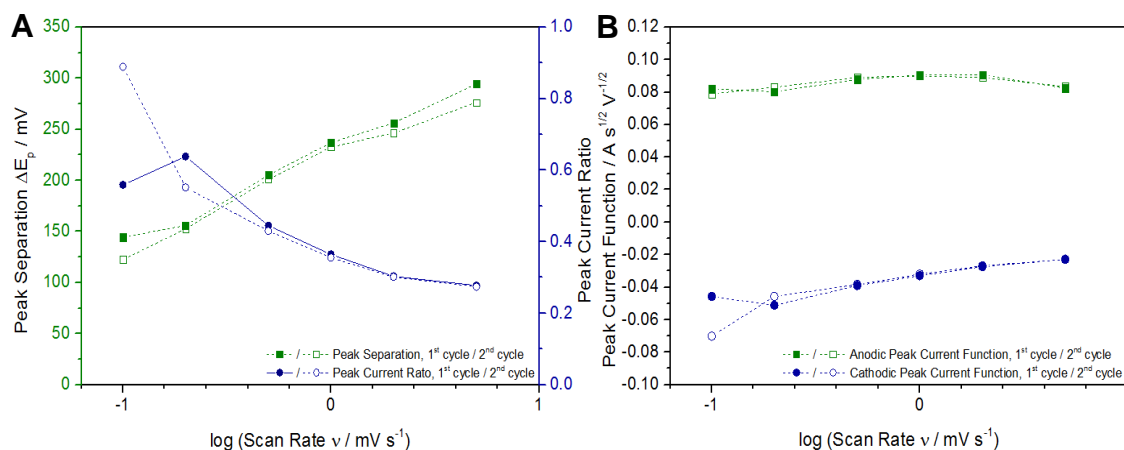 A
350
300
250
200
150
100
50
0
Peak Separation ΔEp / mV
1.0
0.8
0.6
0.4
0.2
0.0
Peak Current Ratio
/ Peak Separation, 1st cycle / 2nd cycle
/ Peak Current Rato, 1st cycle / 2nd cycle
-1
0
1
log (Scan Rate ν / mV s-1)
B
0.12
0.10
0.08
0.06
0.04
0.02
0.00
-0.02
-0.04
-0.06
-0.08
-0.10
Peak Current Function / A s1/2 V-1/2
/ Anodic Peak Current Function, 1st cycle / 2nd cycle
/ Cathodic Peak Current Function, 1st cycle / 2nd cycle
-1
0
1
log (Scan Rate ν / mV s-1)